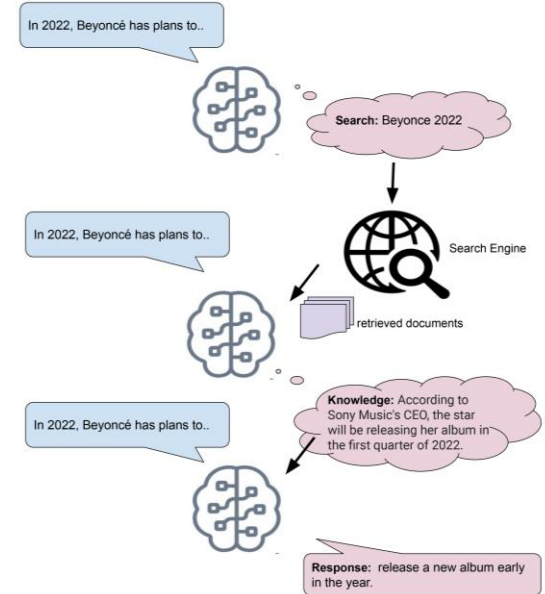 In 2022, Beyoncé has plans to..
Search: Beyonce 2022
Search Engine
In 2022, Beyoncé has plans to..
retrieved documents
Knowledge: According to
Sony Music's CEO, the star
will be releasing her album in
the first quarter of 2022.
In 2022, Beyoncé has plans to..
Response: release a new album early
in the year.